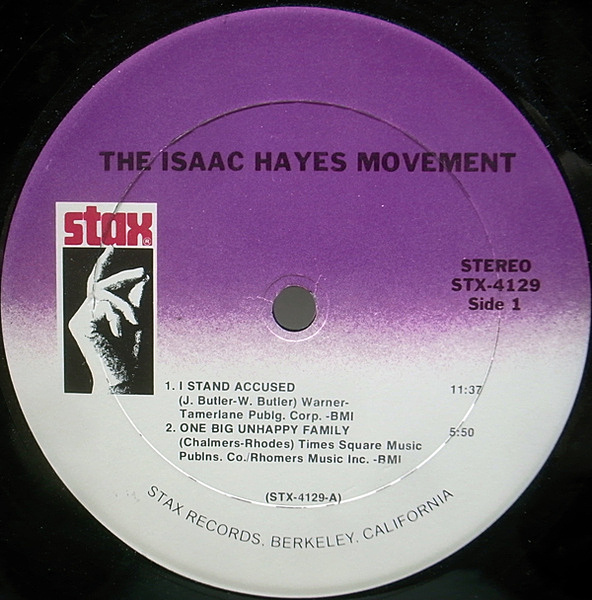 THE ISAAC HAYES MOVEMENT
stax®
STEREO
STX-4129
Side 1
1. I STAND ACCUSED 11:37
(J. Butler-W. Butler) Warner-
Tamerlane Publg. Corp. -BMI
2. ONE BIG UNHAPPY FAMILY 5:50
(Chalmers-Rhodes) Times Square Music
Publns. Co./Rhomers Music Inc. -BMI
(STX-4129-A)
STAX RECORDS, BERKELEY, CALIFORNIA